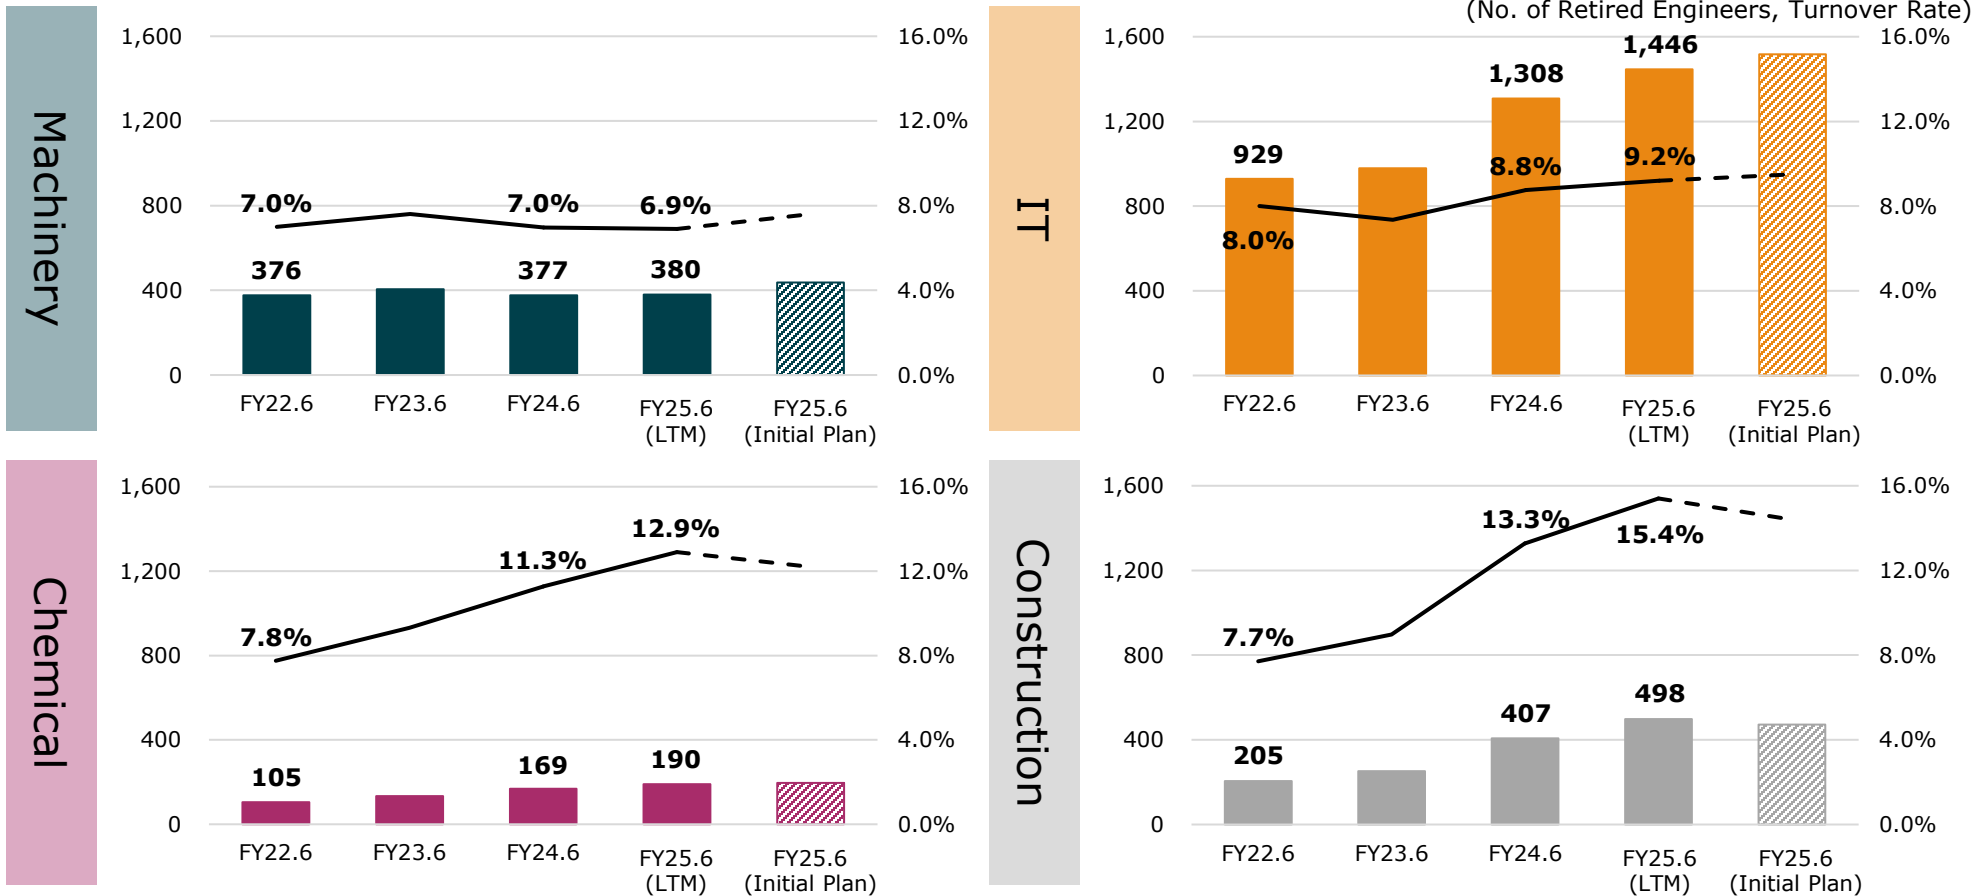 (No. of Retired Engineers, Turnover Rate)
Machinery
1,600
1,200
800
400
0
16.0%
12.0%
8.0%
4.0%
0.0%
7.0%
7.0%
6.9%
376
377
380
FY22.6
FY23.6
FY24.6
FY25.6
(LTM)
FY25.6
(Initial Plan)
IT
1,600
1,200
800
400
0
16.0%
12.0%
8.0%
4.0%
0.0%
929
1,308
1,446
8.0%
8.8%
9.2%
FY22.6
FY23.6
FY24.6
FY25.6
(LTM)
FY25.6
(Initial Plan)
Chemical
1,600
1,200
800
400
0
16.0%
12.0%
8.0%
4.0%
0.0%
7.8%
11.3%
12.9%
105
169
190
FY22.6
FY23.6
FY24.6
FY25.6
(LTM)
FY25.6
(Initial Plan)
Construction
1,600
1,200
800
400
0
16.0%
12.0%
8.0%
4.0%
0.0%
7.7%
13.3%
15.4%
205
407
498
FY22.6
FY23.6
FY24.6
FY25.6
(LTM)
FY25.6
(Initial Plan)